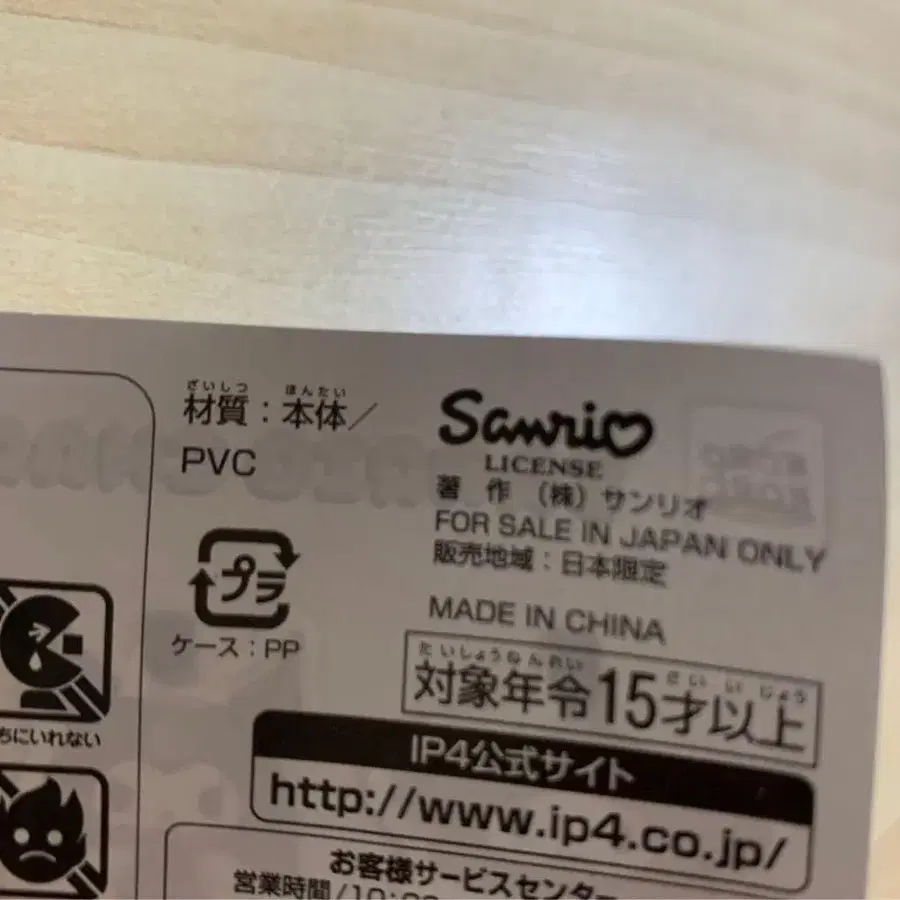 ざいしつ ほんたい
材質：本体／
PVC
プラ
ケース：PP
Sanrio
LICENSE
著 作 （株）サンリオ
FOR SALE IN JAPAN ONLY
販売地域：日本限定
MADE IN CHINA
たいしょうねんれい さい いじょう
対象年令15才以上
ちにいれない
IP4公式サイト
http://www.ip4.co.jp/
お客様サービスセンター
営業時間/10:00